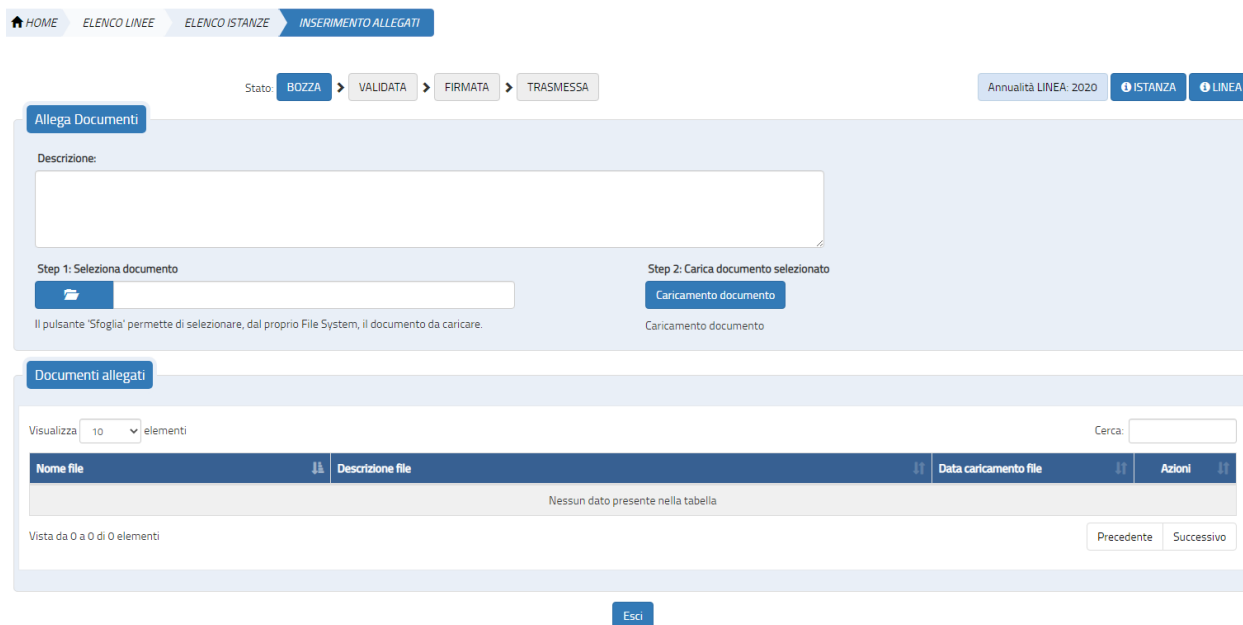 HOME ELENCO LINEE ELENCO ISTANZE INSERIMENTO ALLEGATI
Stato: BOZZA VALIDATA FIRMATA TRASMESSA Annualità LINEA: 2020 ISTANZA LINEA
Allega Documenti
Descrizione:
Step 1: Seleziona documento Step 2: Carica documento selezionato
Caricamento documento
Il pulsante 'Sfoglia' permette di selezionare, dal proprio File System, il documento da caricare. Caricamento documento
Documenti allegati
Visualizza 10 elementi Cerca:
Nome file Descrizione file Data caricamento file Azioni
Nessun dato presente nella tabella
Vista da 0 a 0 di 0 elementi Precedente Successivo
Esci